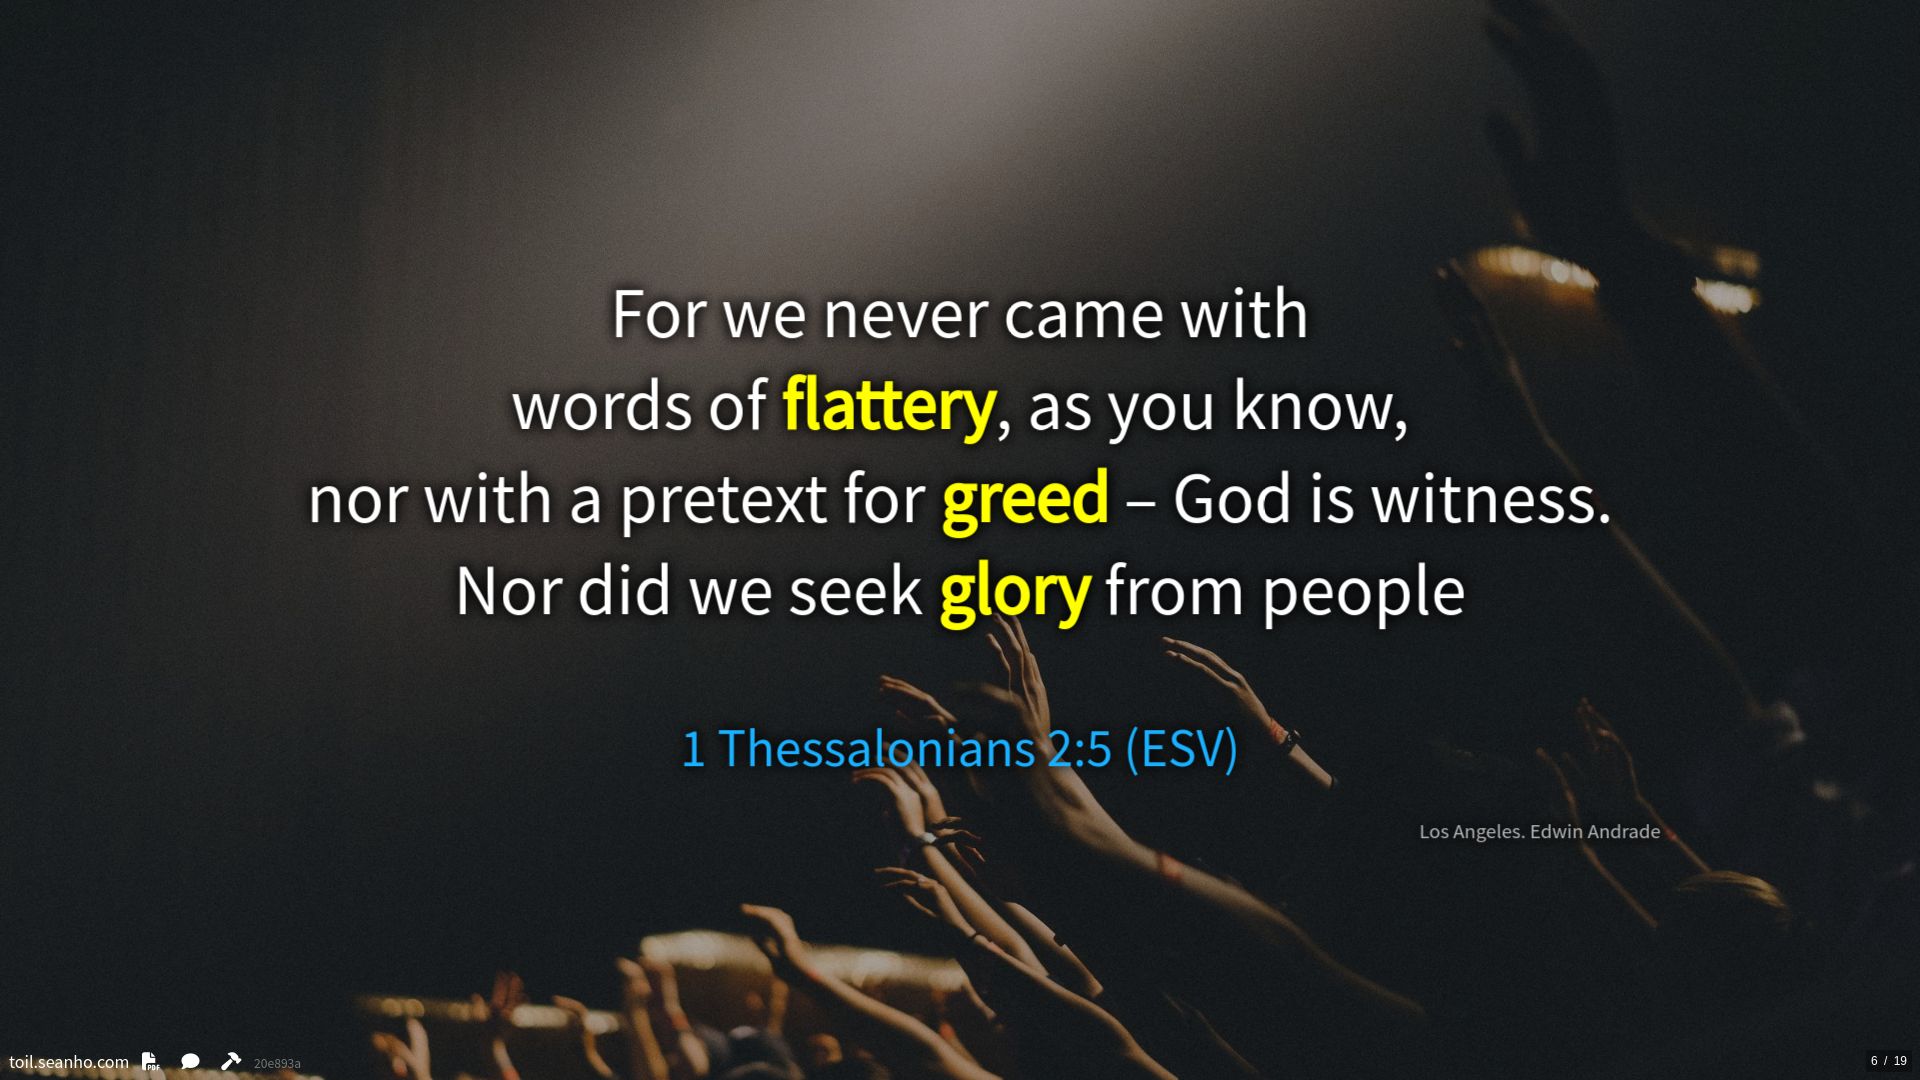 For we never came with
words of flattery, as you know,
nor with a pretext for greed – God is witness.
Nor did we seek glory from people
1 Thessalonians 2:5 (ESV)
Los Angeles. Edwin Andrade
toil.seanho.com PDF 20e893a
6 / 19